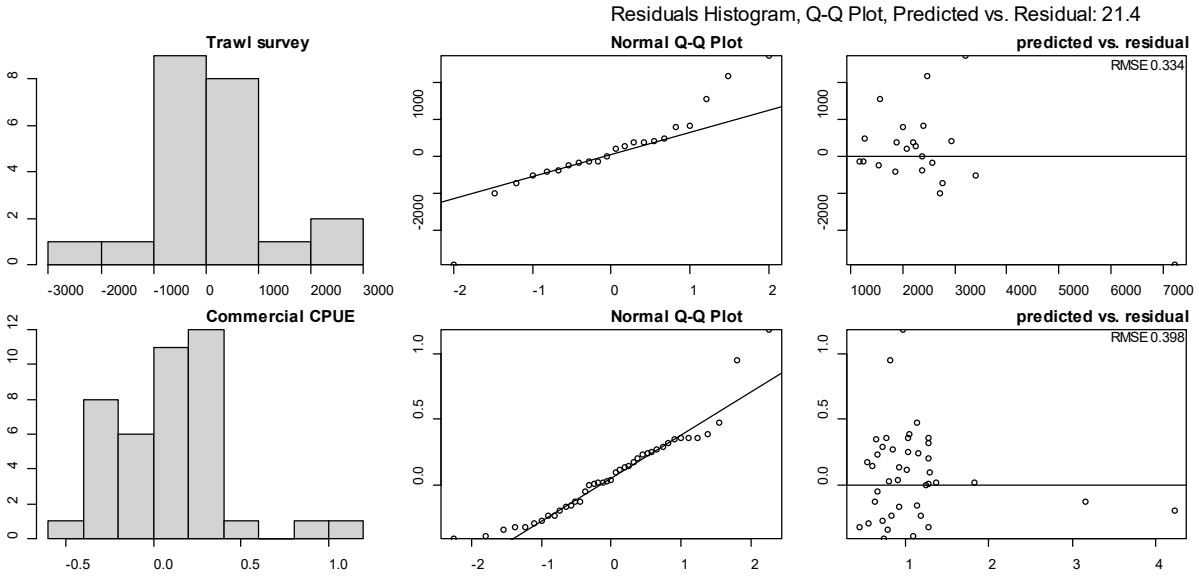 Residuals Histogram, Q-Q Plot, Predicted vs. Residual: 21.4
Trawl survey
0 2 4 6 8
-3000 -2000 -1000 0 1000 2000 3000
Normal Q-Q Plot
-2000 0 1000
-2 -1 0 1 2
predicted vs. residual
RMSE 0.334
-2000 0 1000
1000 2000 3000 4000 5000 6000 7000
Commercial CPUE
0 2 4 6 8 10 12
-0.5 0.0 0.5 1.0
Normal Q-Q Plot
0.0 0.5 1.0
-2 -1 0 1 2
predicted vs. residual
RMSE 0.398
0.0 0.5 1.0
1 2 3 4